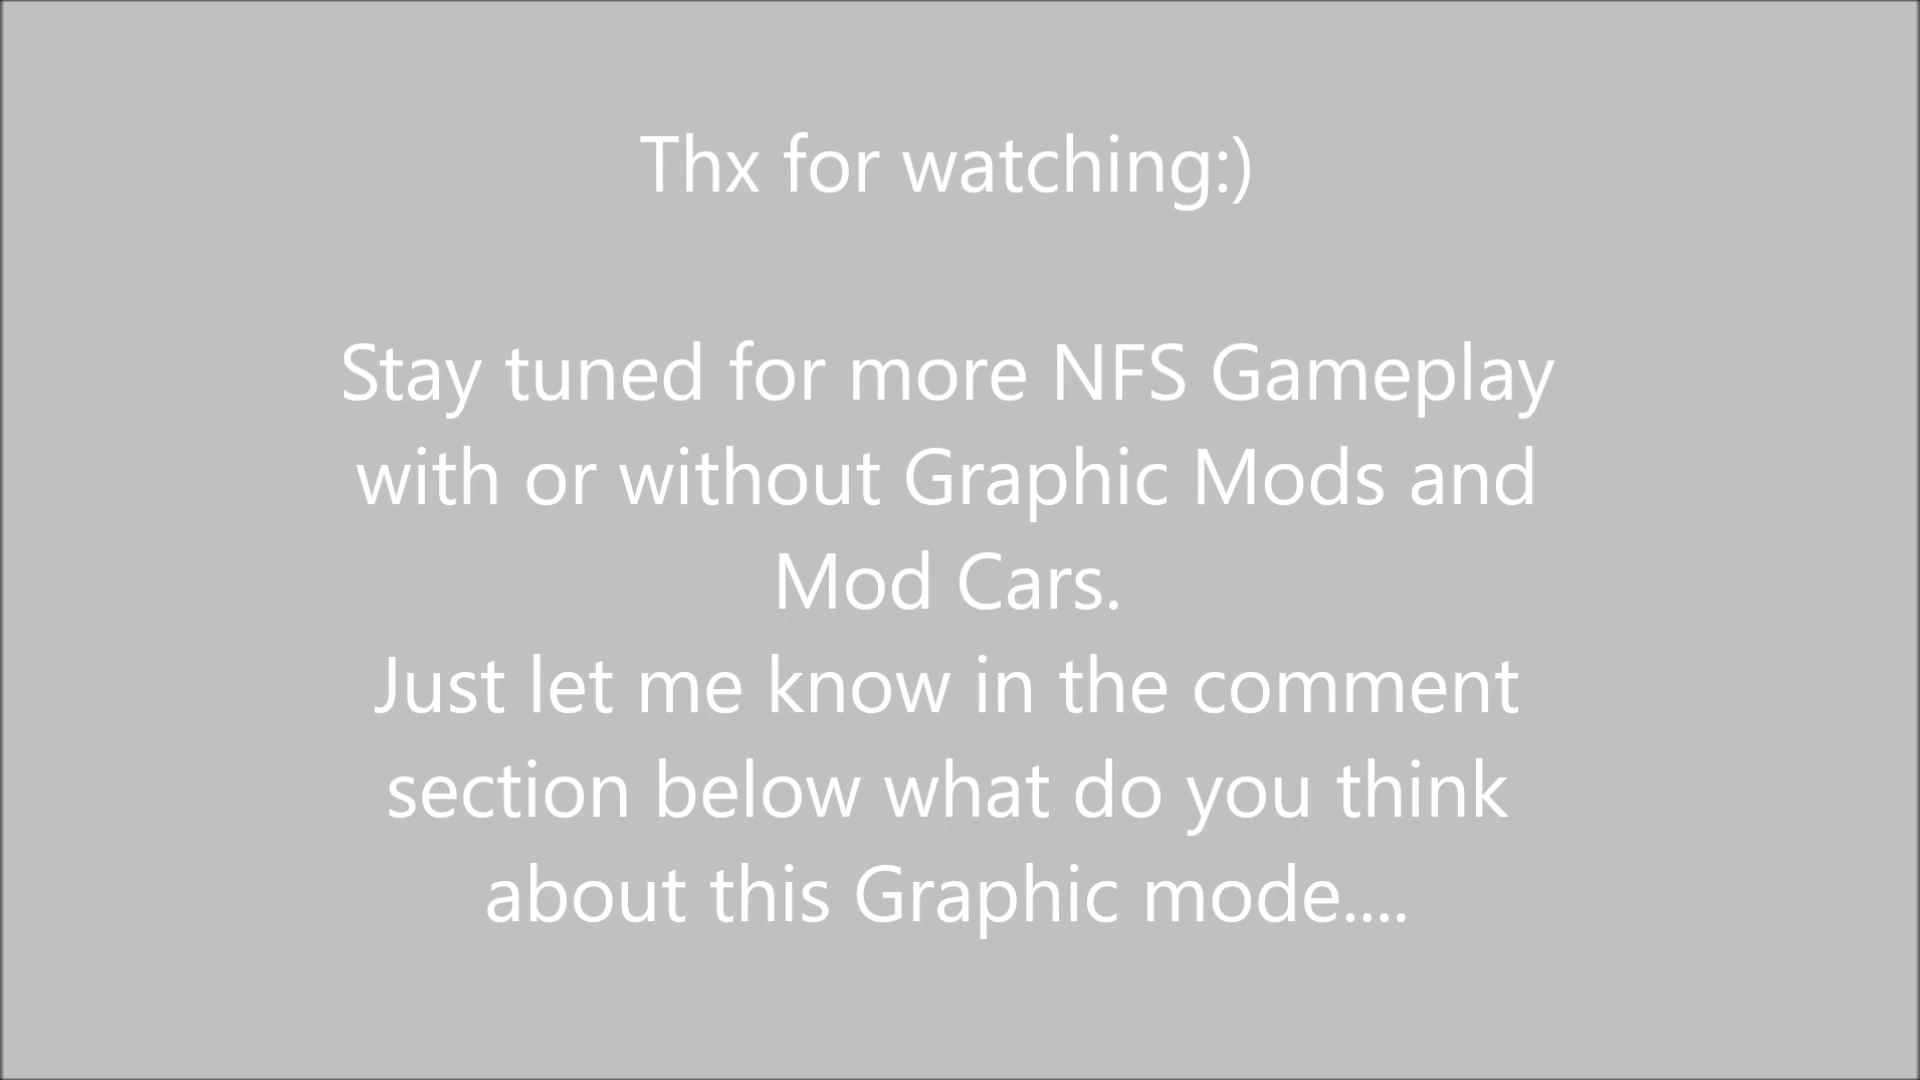 Thx for watching:)
Stay tuned for more NFS Gameplay
with or without Graphic Mods and
Mod Cars.
Just let me know in the comment
section below what do you think
about this Graphic mode....